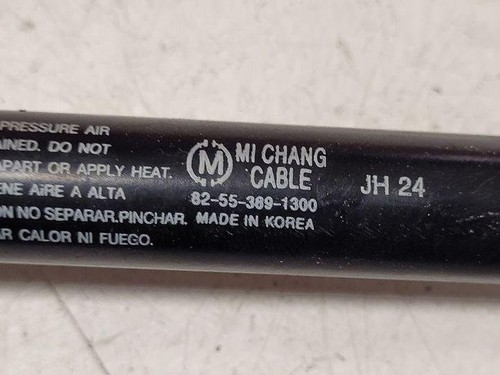 PRESSURE AIR
AINED. DO NOT
APART OR APPLY HEAT.
ENE AIRE A ALTA
ON NO SEPARAR.PINCHAR.
AR CALOR NI FUEGO.
M
MI CHANG
CABLE
82-55-389-1300
MADE IN KOREA
JH 24